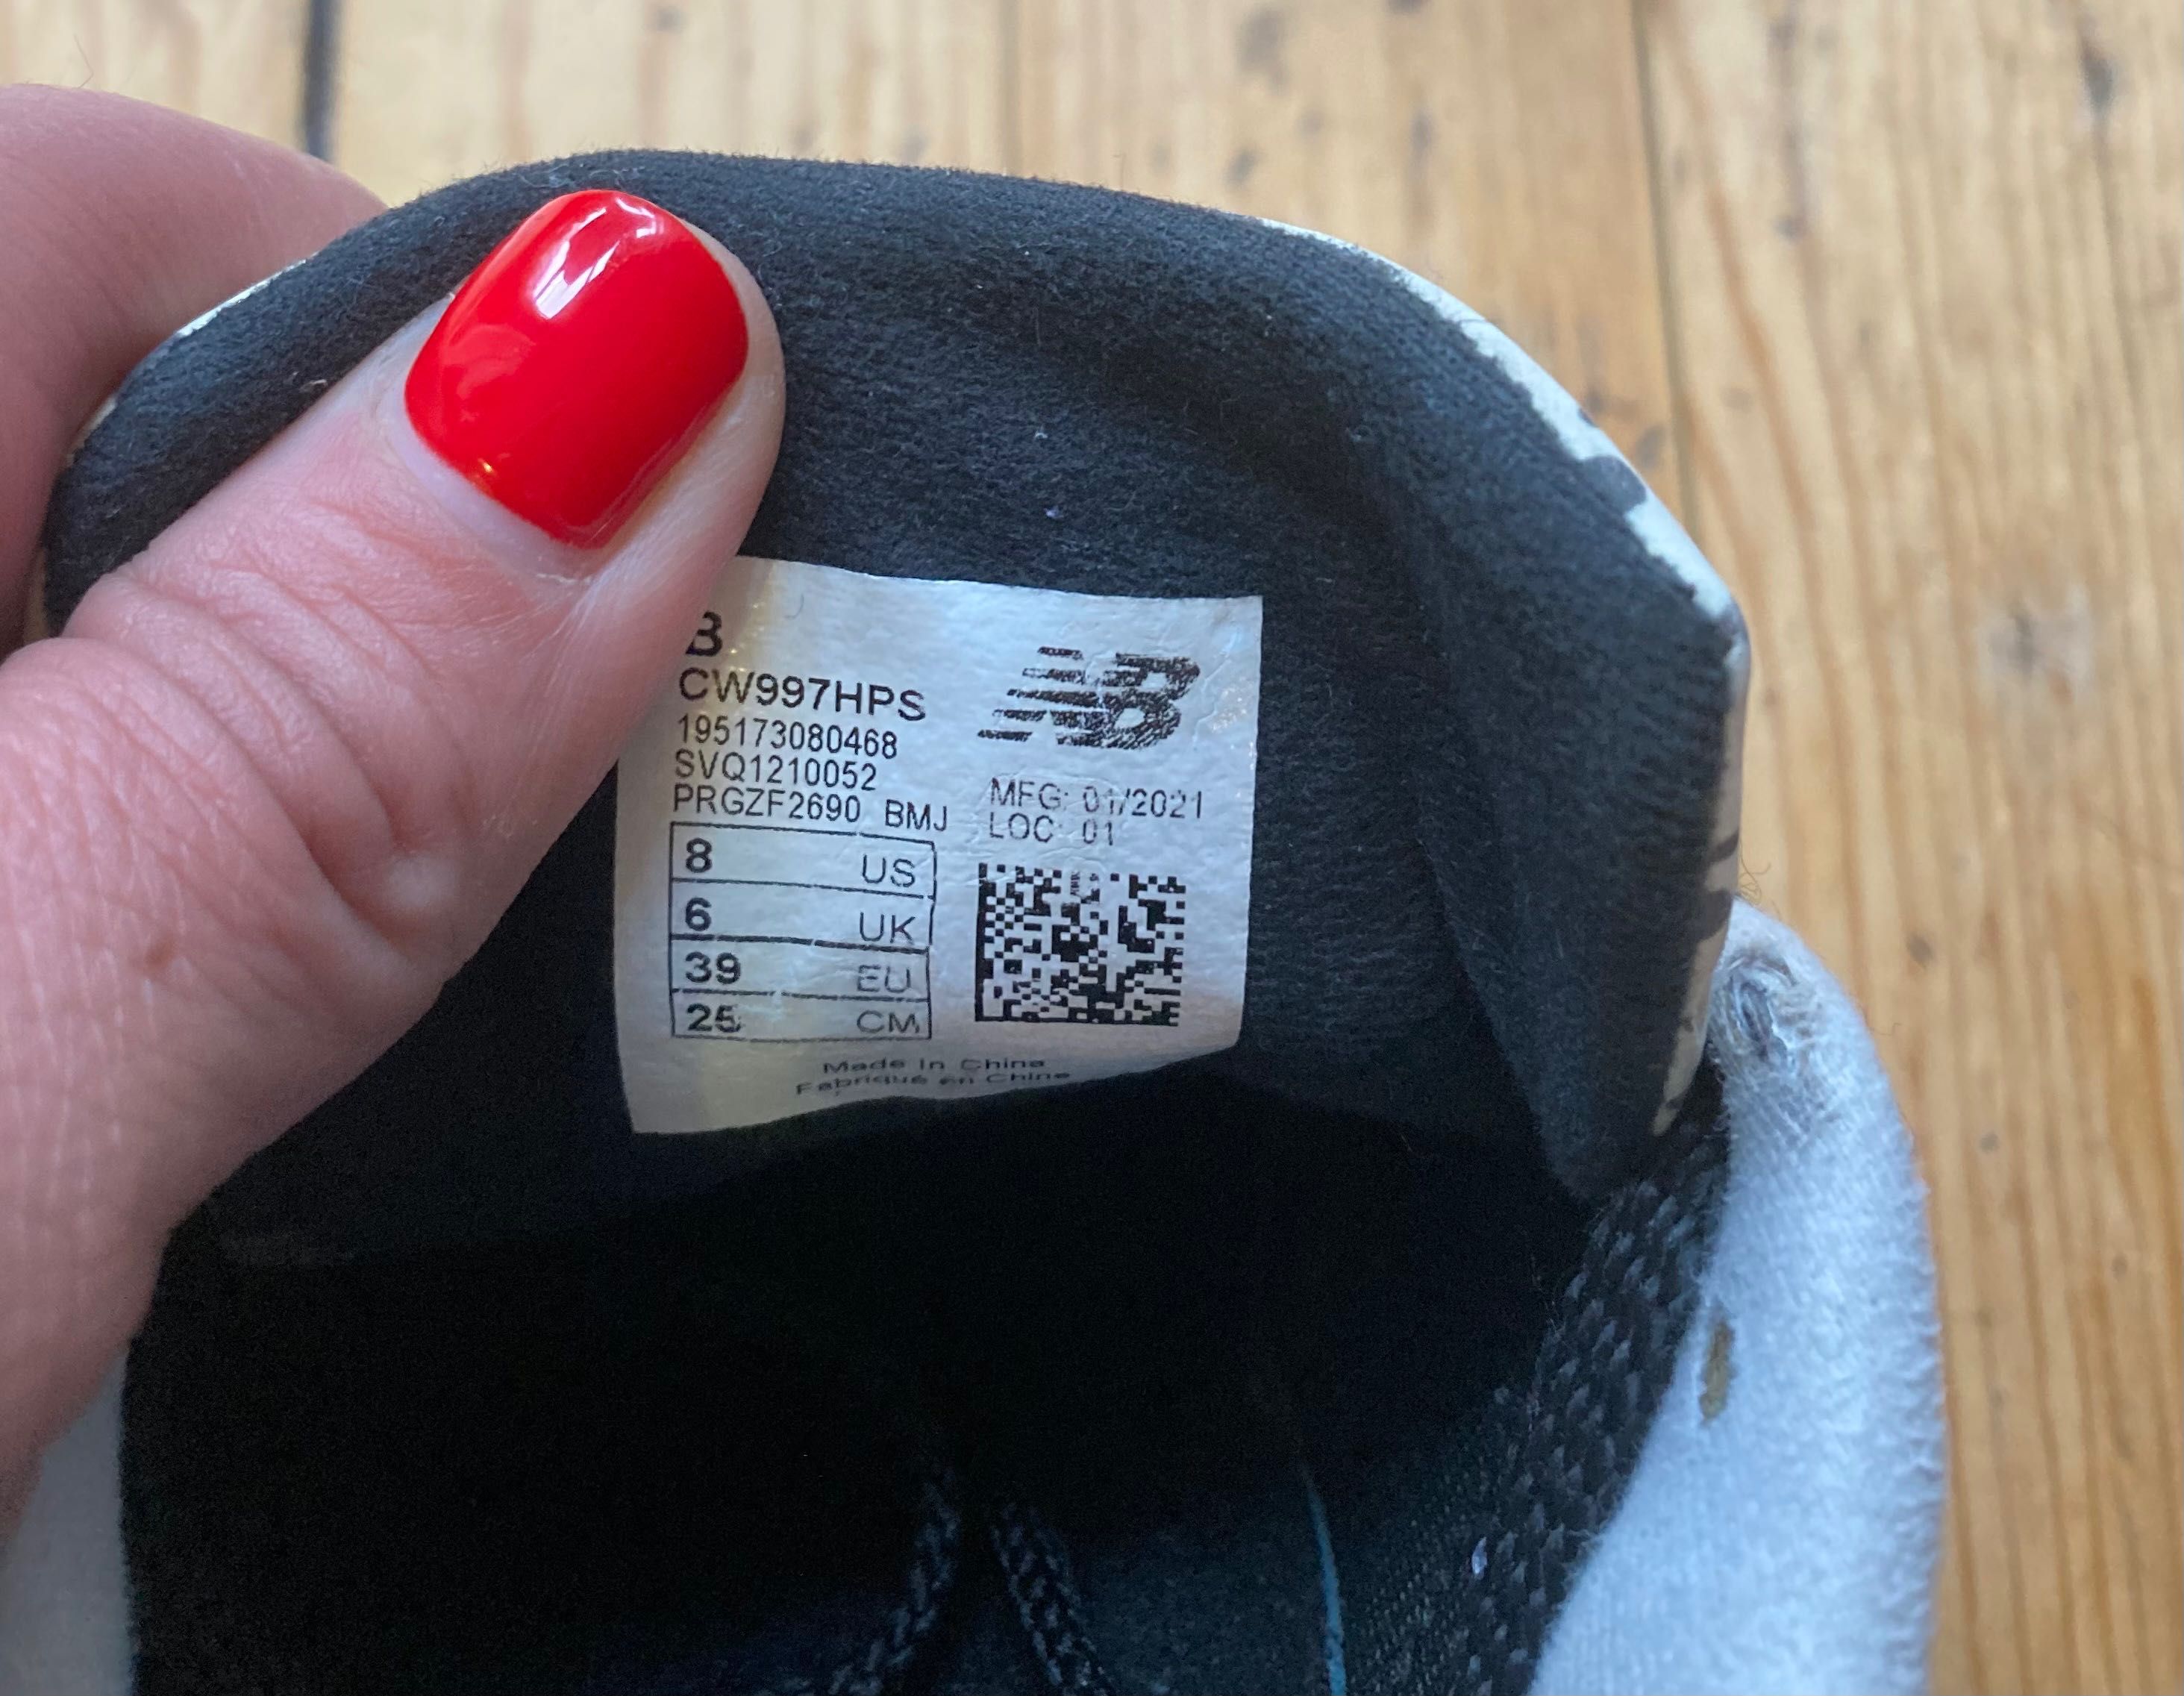 B
CW997HPS
195173080468
SVQ1210052
PRGZF2690 BMJ
NB
MFG: 01/2021
LOC: 01
8 US
6 UK
39 EU
25 CM
Made In China
Fabriqué en Chine